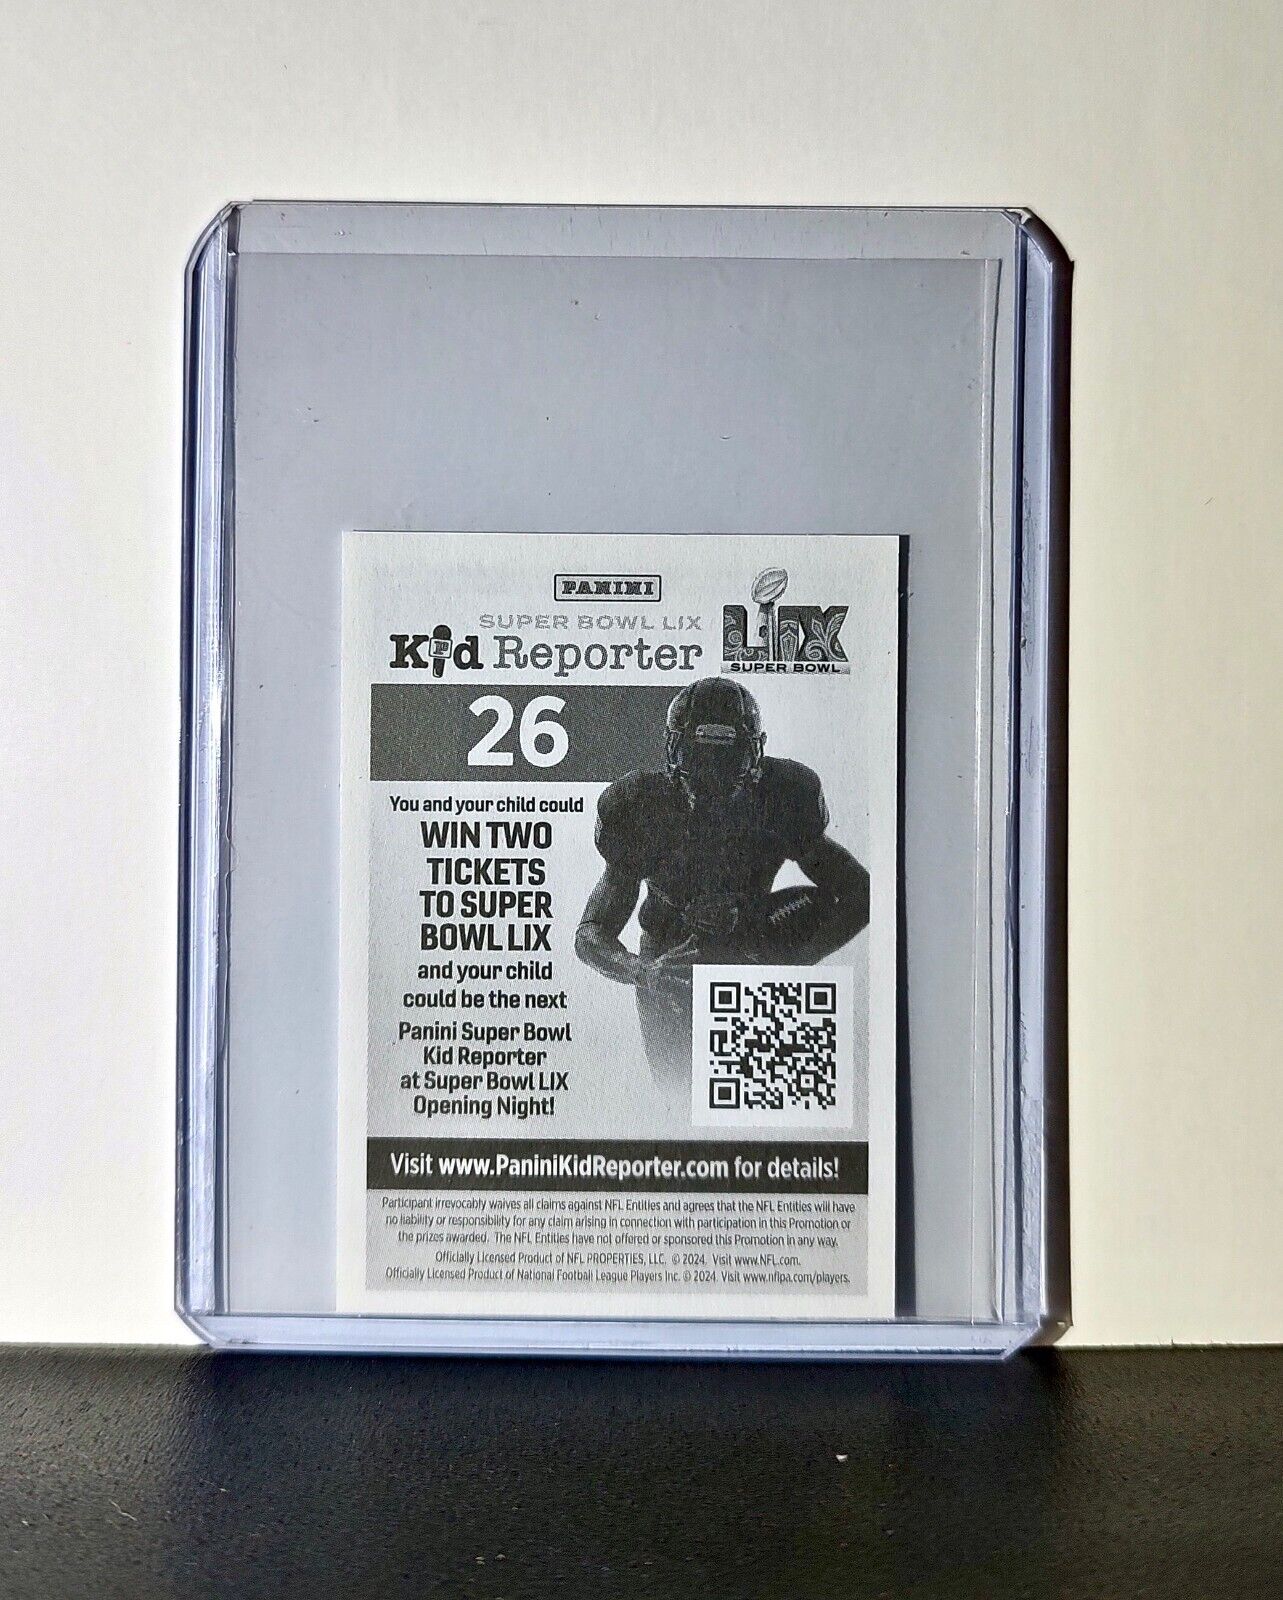 PANINI
SUPER BOWL LIX
Kid Reporter
LIX
SUPER BOWL
26
You and your child could
WIN TWO
TICKETS
TO SUPER
BOWL LIX
and your child
could be the next
Panini Super Bowl
Kid Reporter
at Super Bowl LIX
Opening Night!
Visit www.PaniniKidReporter.com for details!
Participant irrevocably waives all claims against NFL Entities and agrees that the NFL Entities will have
no liability or responsibility for any claim arising in connection with participation in this Promotion or
the prizes awarded. The NFL Entities have not offered or sponsored this Promotion in any way.
Officially Licensed Product of NFL PROPERTIES, LLC. © 2024. Visit www.NFL.com.
Officially Licensed Product of National Football League Players Inc. © 2024. Visit www.nflpa.com/players.